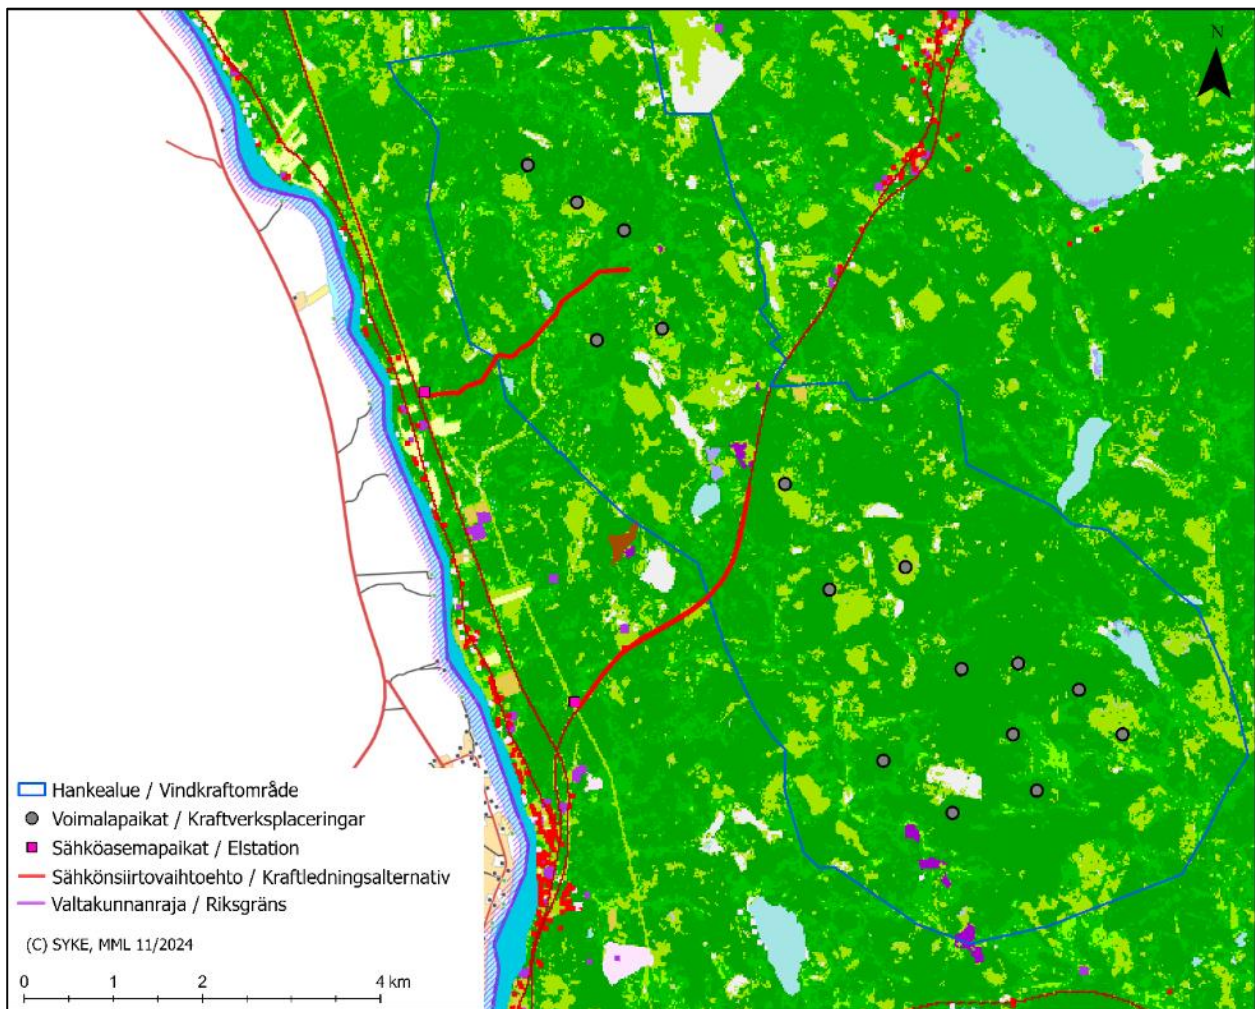 N
Hankealue / Vindkraftområde
Voimalapaikat / Kraftverksplaceringar
Sähköasemapaikat / Elstation
Sähkönsiirtovaihtoehto / Kraftledningsalternativ
Valtakunnanraja / Riksgräns
(C) SYKE, MML 11/2024
0 1 2 4 km